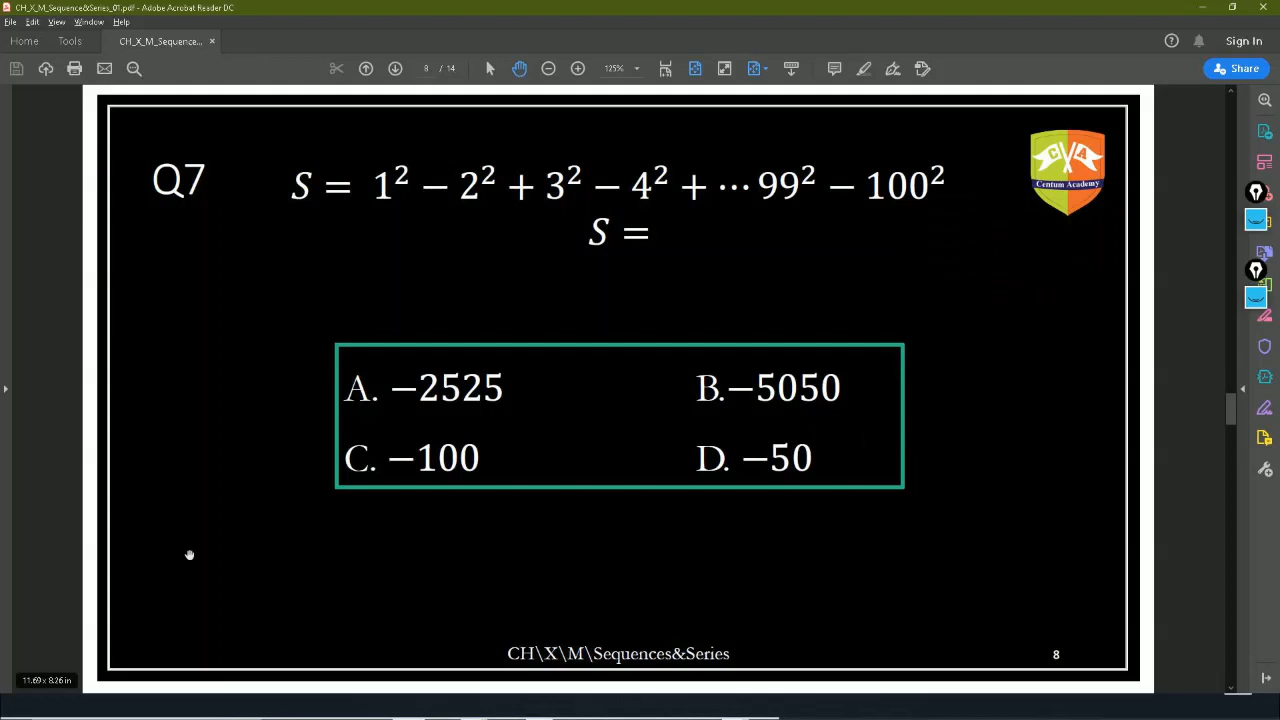 CH_X_M_Sequence&Series_01.pdf - Adobe Acrobat Reader DC
File Edit View Window Help
Home Tools CH_X_M_Sequence... × Sign In
8 / 14 125% Share
Q7 S = 1² − 2² + 3² − 4² + ⋯ 99² − 100²
S =
C A
Centum Academy
A. −2525 B.−5050
C. −100 D. −50
CH\X\M\Sequences&Series 8
11.69 x 8.26 in